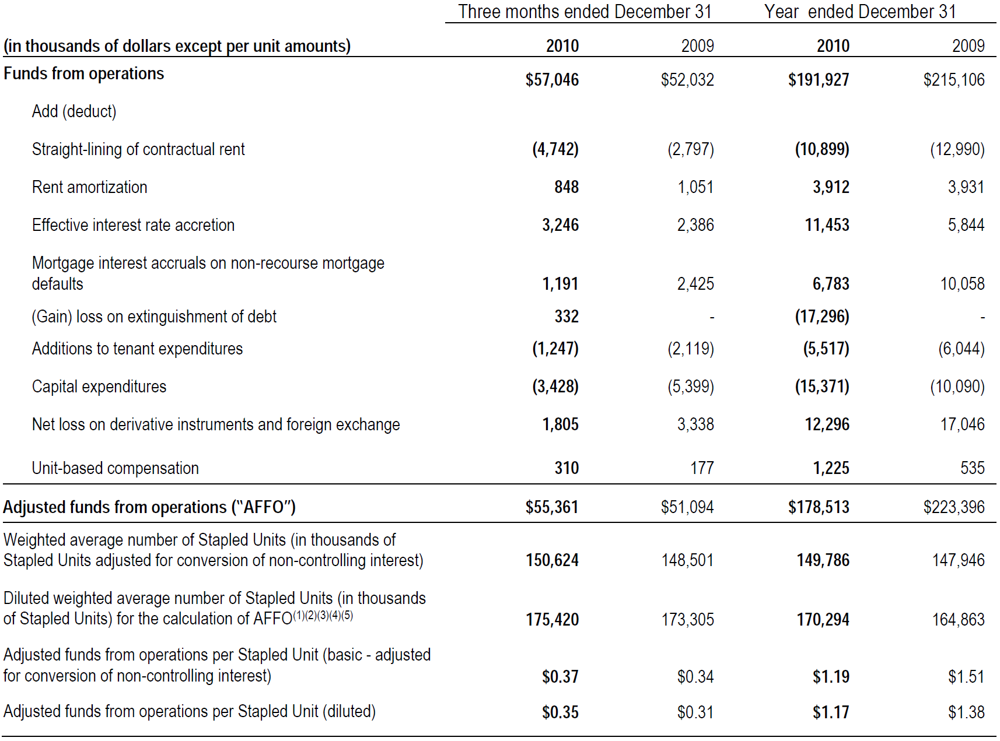 Three months ended December 31 Year ended December 31
(in thousands of dollars except per unit amounts) 2010 2009 2010 2009
Funds from operations $57,046 $52,032 $191,927 $215,106
Add (deduct)
Straight-lining of contractual rent (4,742) (2,797) (10,899) (12,990)
Rent amortization 848 1,051 3,912 3,931
Effective interest rate accretion 3,246 2,386 11,453 5,844
Mortgage interest accruals on non-recourse mortgage
defaults 1,191 2,425 6,783 10,058
(Gain) loss on extinguishment of debt 332 - (17,296) -
Additions to tenant expenditures (1,247) (2,119) (5,517) (6,044)
Capital expenditures (3,428) (5,399) (15,371) (10,090)
Net loss on derivative instruments and foreign exchange 1,805 3,338 12,296 17,046
Unit-based compensation 310 177 1,225 535
Adjusted funds from operations (“AFFO”) $55,361 $51,094 $178,513 $223,396
Weighted average number of Stapled Units (in thousands of
Stapled Units adjusted for conversion of non-controlling interest) 150,624 148,501 149,786 147,946
Diluted weighted average number of Stapled Units (in thousands
of Stapled Units) for the calculation of AFFO(1)(2)(3)(4)(5) 175,420 173,305 170,294 164,863
Adjusted funds from operations per Stapled Unit (basic - adjusted
for conversion of non-controlling interest) $0.37 $0.34 $1.19 $1.51
Adjusted funds from operations per Stapled Unit (diluted) $0.35 $0.31 $1.17 $1.38